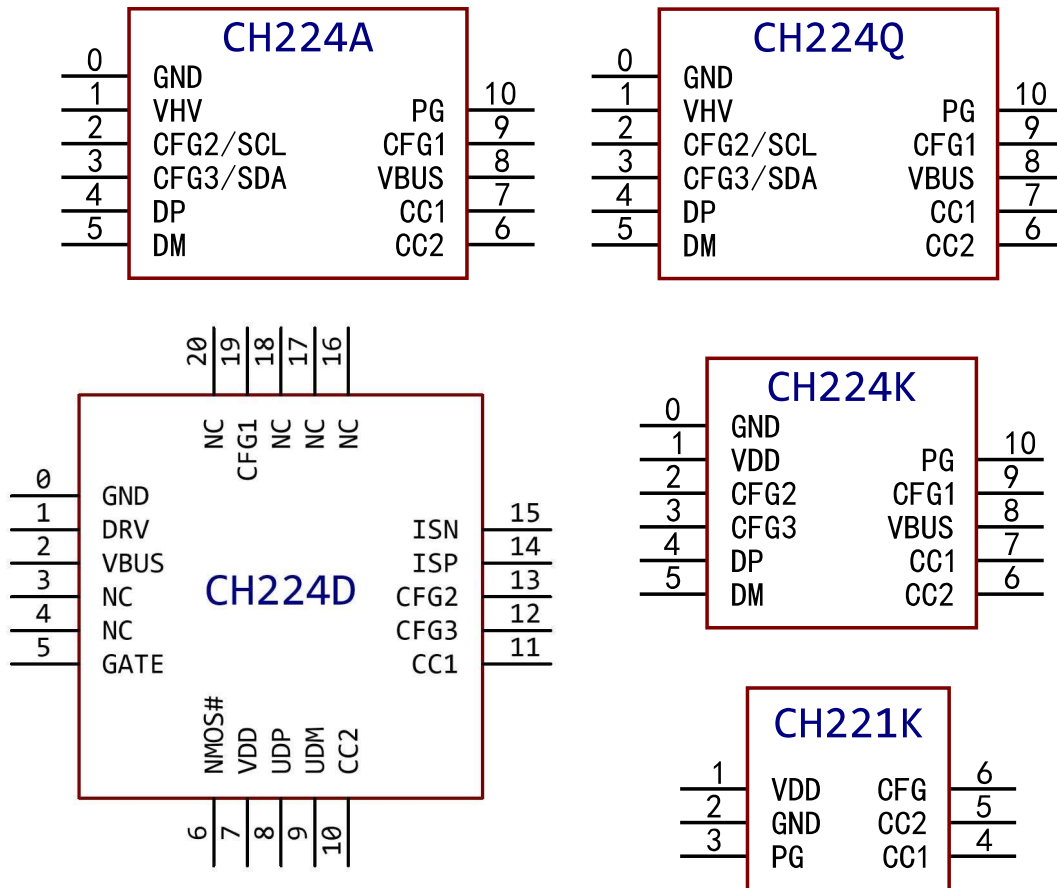 CH224A
0 GND
1 VHV PG 10
2 CFG2/SCL CFG1 9
3 CFG3/SDA VBUS 8
4 DP CC1 7
5 DM CC2 6
CH224Q
0 GND
1 VHV PG 10
2 CFG2/SCL CFG1 9
3 CFG3/SDA VBUS 8
4 DP CC1 7
5 DM CC2 6
20 19 18 17 16
NC CFG1 NC NC NC
0 GND
1 DRV ISN 15
2 VBUS ISP 14
3 NC CFG2 13
CH224D
4 NC CFG3 12
5 GATE CC1 11
NMOS# VDD UDP UDM CC2
6 7 8 9 10
CH224K
0 GND
1 VDD PG 10
2 CFG2 CFG1 9
3 CFG3 VBUS 8
4 DP CC1 7
5 DM CC2 6
CH221K
1 VDD CFG 6
2 GND CC2 5
3 PG CC1 4